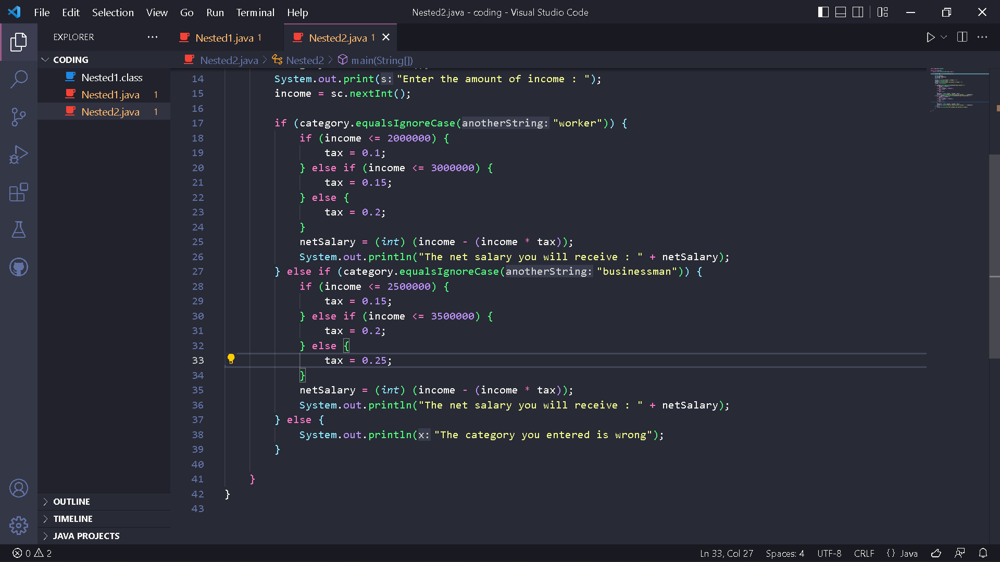 File Edit Selection View Go Run Terminal Help Nested2.java - coding - Visual Studio Code
EXPLORER ··· Nested1.java 1 Nested2.java 1
CODING
Nested2.java > Nested2 > main(String[])
Nested1.class
Nested1.java 1
Nested2.java 1
14 System.out.print(s: "Enter the amount of income : ");
15 income = sc.nextInt();
16
17 if (category.equalsIgnoreCase(anotherString: "worker")) {
18 if (income <= 2000000) {
19 tax = 0.1;
20 } else if (income <= 3000000) {
21 tax = 0.15;
22 } else {
23 tax = 0.2;
24 }
25 netSalary = (int) (income - (income * tax));
26 System.out.println("The net salary you will receive : " + netSalary);
27 } else if (category.equalsIgnoreCase(anotherString: "businessman")) {
28 if (income <= 2500000) {
29 tax = 0.15;
30 } else if (income <= 3500000) {
31 tax = 0.2;
32 } else {
33 tax = 0.25;
34 }
35 netSalary = (int) (income - (income * tax));
36 System.out.println("The net salary you will receive : " + netSalary);
37 } else {
38 System.out.println(x: "The category you entered is wrong");
39 }
40
41 }
42 }
43
OUTLINE
TIMELINE
JAVA PROJECTS
0 2 Ln 33, Col 27 Spaces: 4 UTF-8 CRLF {} Java